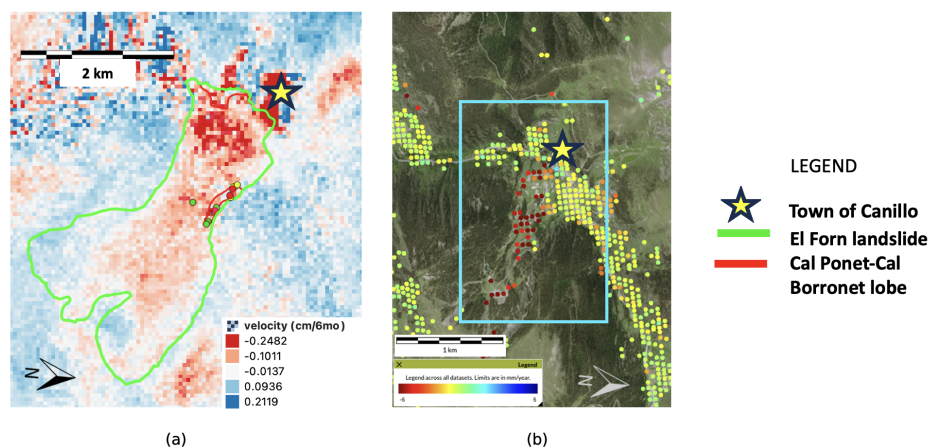 2 km
velocity (cm/6mo)
-0.2482
-0.1011
-0.0137
0.0936
0.2119
N
(a)
1 km
Legend
Legend across all datasets. Limits are in mm/year.
-5 5
N
(b)
LEGEND
Town of Canillo
El Forn landslide
Cal Ponet-Cal
Borronet lobe